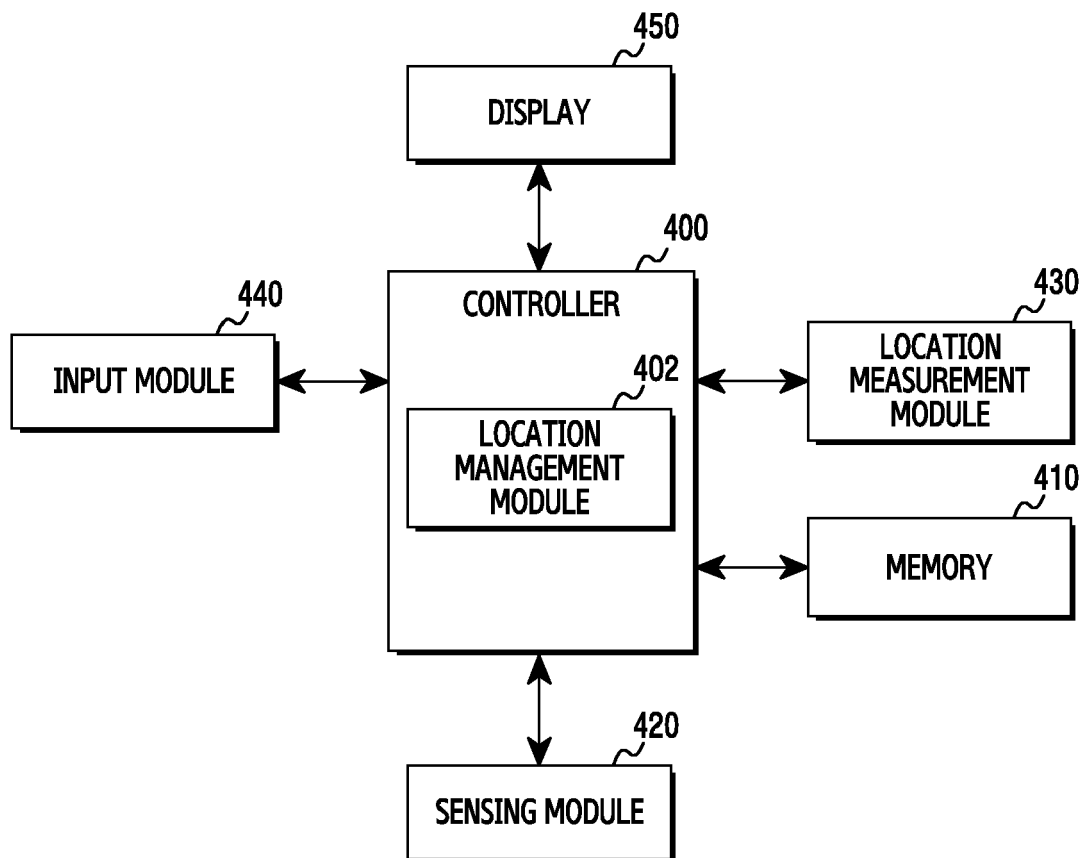 450
DISPLAY
400
CONTROLLER
440
INPUT MODULE
430
LOCATION
MEASUREMENT
MODULE
402
LOCATION
MANAGEMENT
MODULE
410
MEMORY
420
SENSING MODULE